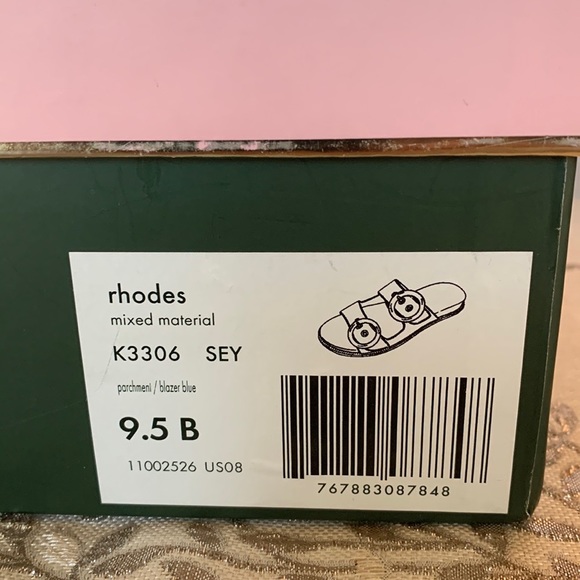 rhodes
mixed material
K3306 SEY
parchment / blazer blue
9.5 B
11002526 US08
767883087848